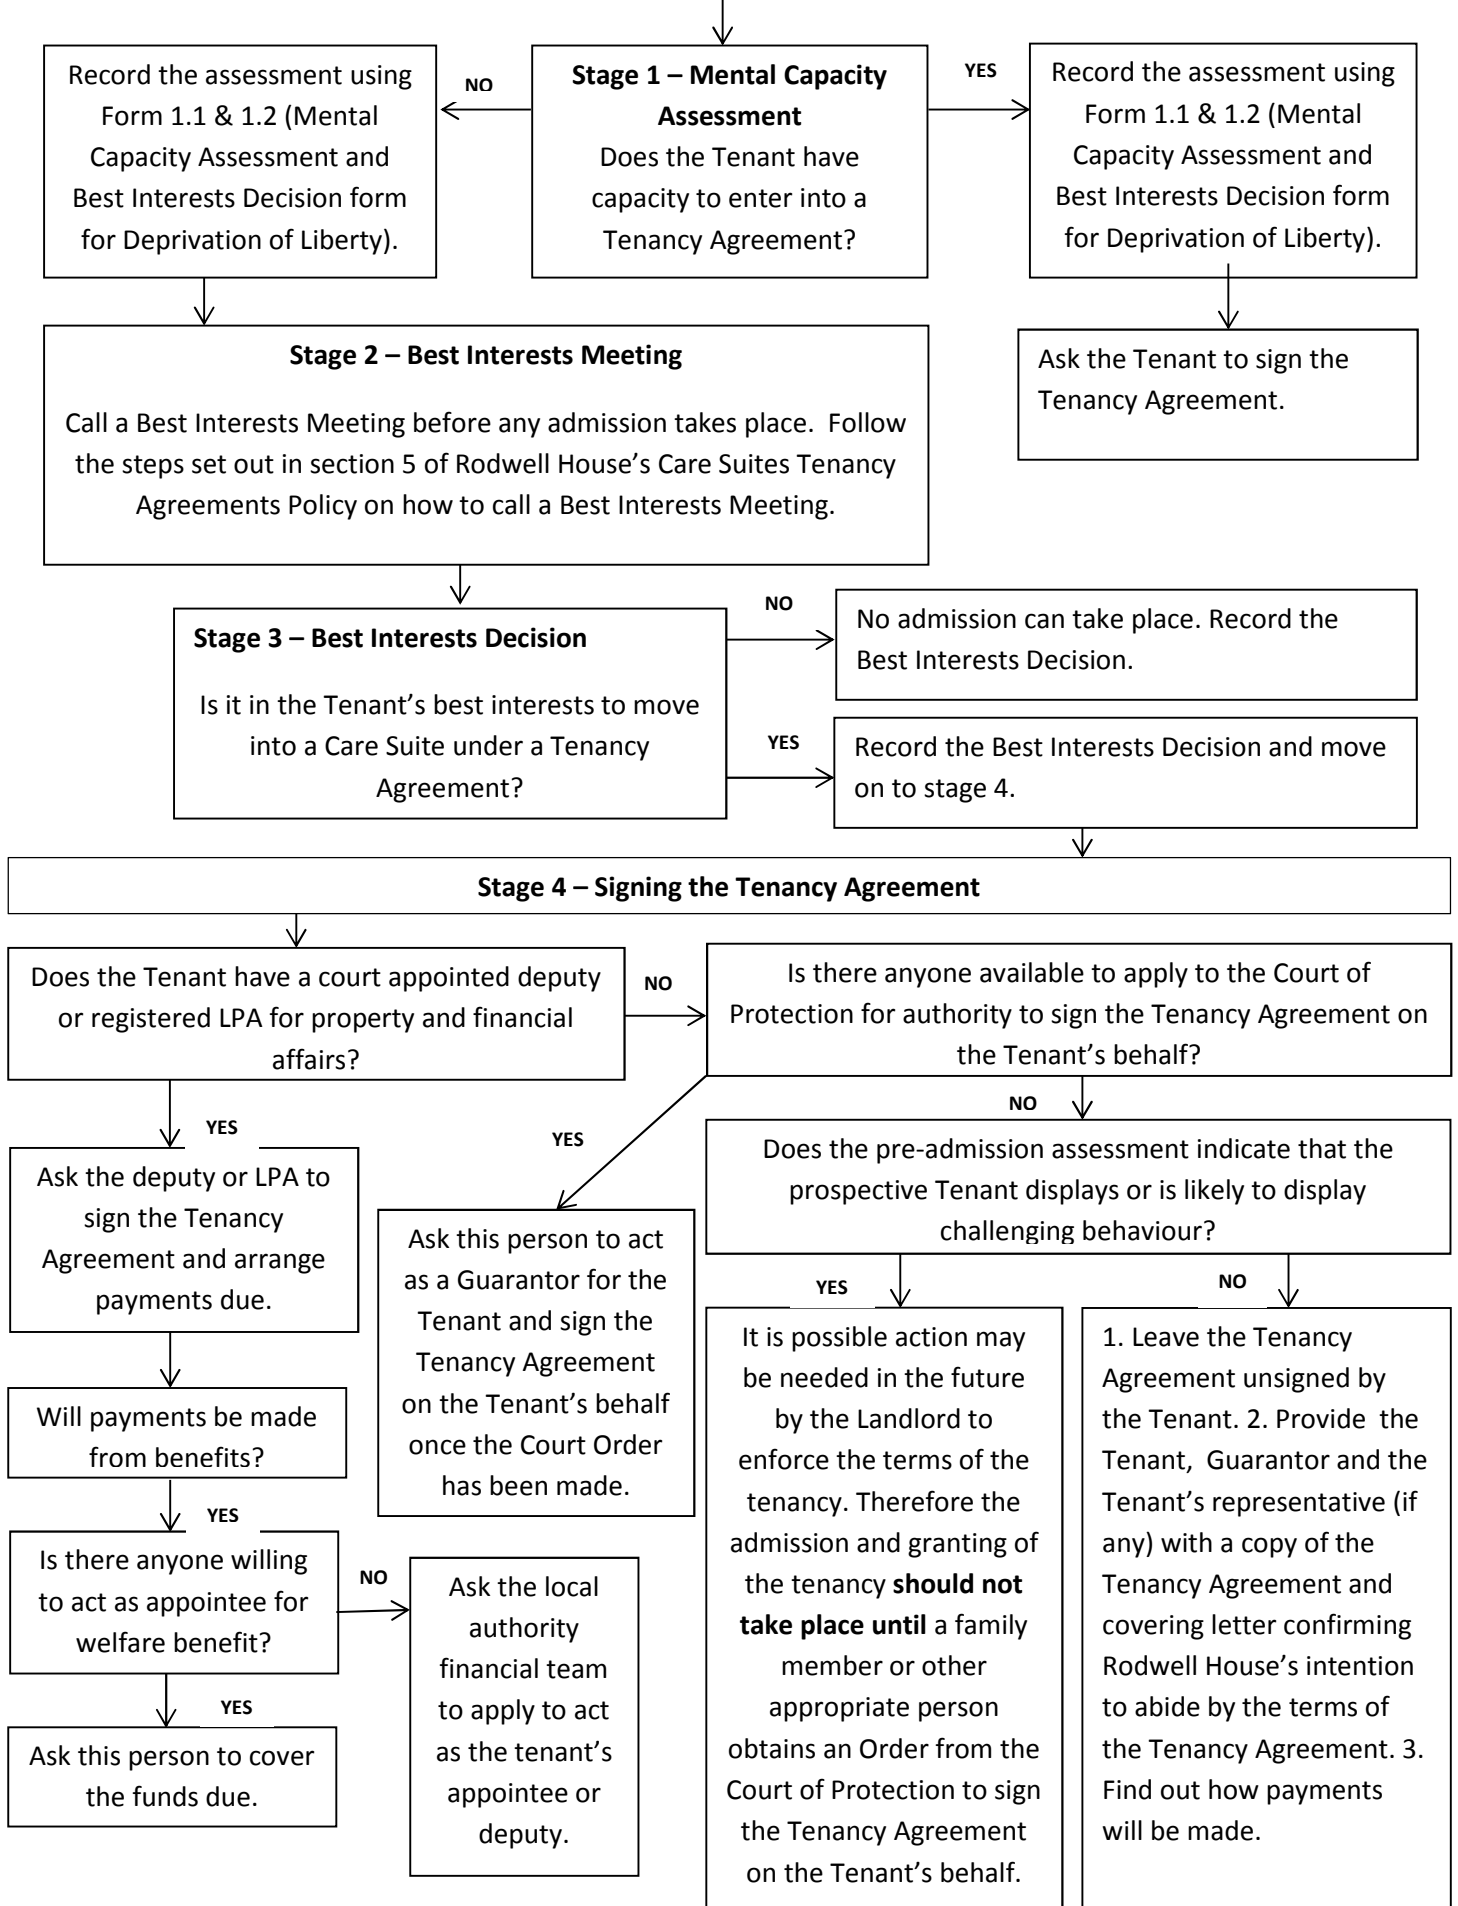 Record the assessment using
Form 1.1 & 1.2 (Mental
Capacity Assessment and
Best Interests Decision form
for Deprivation of Liberty).
NO
Stage 1 – Mental Capacity
Assessment
Does the Tenant have
capacity to enter into a
Tenancy Agreement?
YES
Record the assessment using
Form 1.1 & 1.2 (Mental
Capacity Assessment and
Best Interests Decision form
for Deprivation of Liberty).
Ask the Tenant to sign the
Tenancy Agreement.
Stage 2 – Best Interests Meeting
Call a Best Interests Meeting before any admission takes place.  Follow
the steps set out in section 5 of Rodwell House’s Care Suites Tenancy
Agreements Policy on how to call a Best Interests Meeting.
Stage 3 – Best Interests Decision
Is it in the Tenant’s best interests to move
into a Care Suite under a Tenancy
Agreement?
NO
No admission can take place. Record the
Best Interests Decision.
YES
Record the Best Interests Decision and move
on to stage 4.
Stage 4 – Signing the Tenancy Agreement
Does the Tenant have a court appointed deputy
or registered LPA for property and financial
affairs?
NO
Is there anyone available to apply to the Court of
Protection for authority to sign the Tenancy Agreement on
the Tenant’s behalf?
YES
Ask the deputy or LPA to
sign the Tenancy
Agreement and arrange
payments due.
Will payments be made
from benefits?
YES
Is there anyone willing
to act as appointee for
welfare benefit?
NO
Ask the local
authority
financial team
to apply to act
as the tenant’s
appointee or
deputy.
YES
Ask this person to cover
the funds due.
YES
Ask this person to act
as a Guarantor for the
Tenant and sign the
Tenancy Agreement
on the Tenant’s behalf
once the Court Order
has been made.
NO
Does the pre-admission assessment indicate that the
prospective Tenant displays or is likely to display
challenging behaviour?
YES
It is possible action may
be needed in the future
by the Landlord to
enforce the terms of the
tenancy. Therefore the
admission and granting of
the tenancy should not
take place until a family
member or other
appropriate person
obtains an Order from the
Court of Protection to sign
the Tenancy Agreement
on the Tenant’s behalf.
NO
1. Leave the Tenancy
Agreement unsigned by
the Tenant. 2. Provide  the
Tenant,  Guarantor and the
Tenant’s representative (if
any) with a copy of the
Tenancy Agreement and
covering letter confirming
Rodwell House’s intention
to abide by the terms of
the Tenancy Agreement. 3.
Find out how payments
will be made.